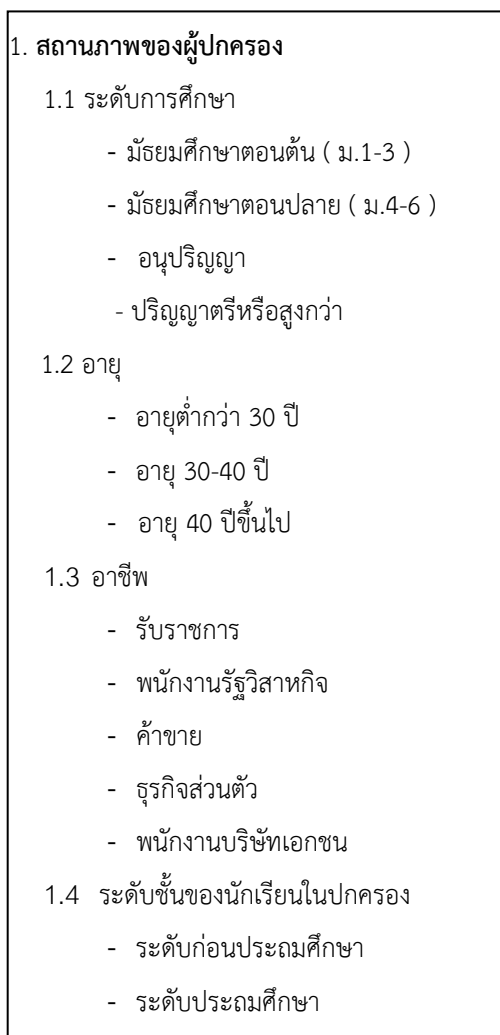 1. สถานภาพของผู้ปกครอง
1.1 ระดับการศึกษา
- มัธยมศึกษาตอนต้น ( ม.1-3 )
- มัธยมศึกษาตอนปลาย ( ม.4-6 )
- อนุปริญญา
- ปริญญาตรีหรือสูงกว่า
1.2 อายุ
- อายุต่ำกว่า 30 ปี
- อายุ 30-40 ปี
- อายุ 40 ปีขึ้นไป
1.3 อาชีพ
- รับราชการ
- พนักงานรัฐวิสาหกิจ
- ค้าขาย
- ธุรกิจส่วนตัว
- พนักงานบริษัทเอกชน
1.4 ระดับชั้นของนักเรียนในปกครอง
- ระดับก่อนประถมศึกษา
- ระดับประถมศึกษา